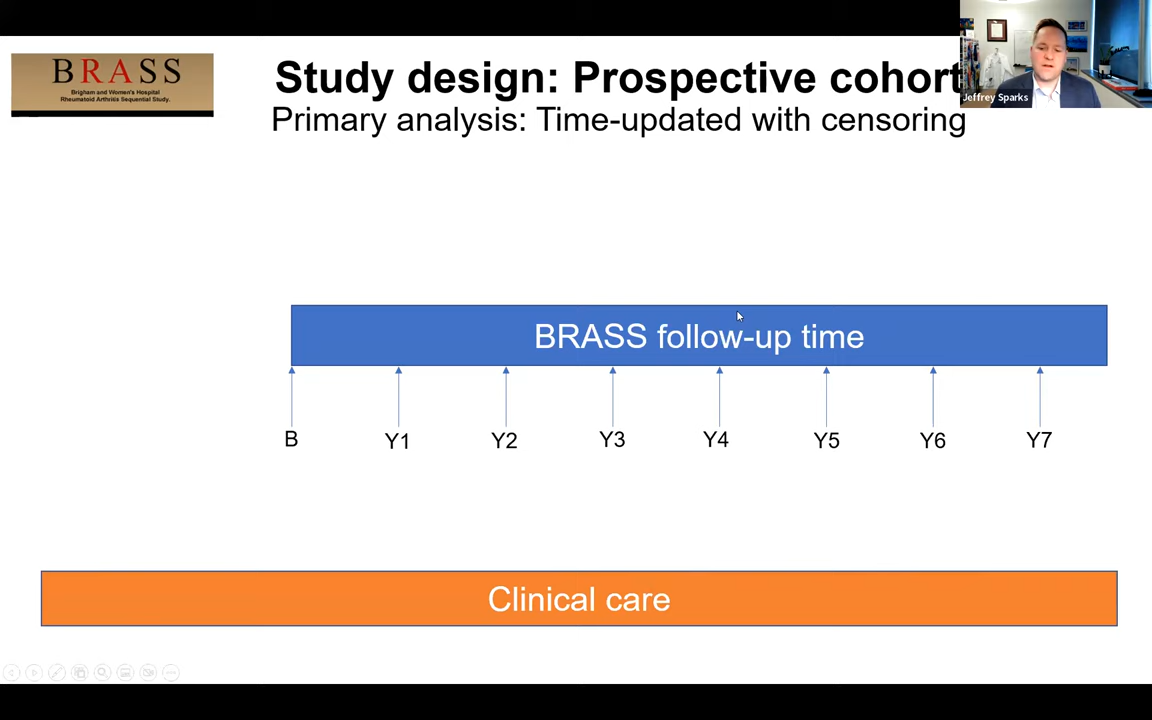 BRASS
Brigham and Women's Hospital
Rheumatoid Arthritis Sequential Study.
Study design: Prospective cohort
Primary analysis: Time-updated with censoring
Jeffrey Sparks
BRASS follow-up time
B Y1 Y2 Y3 Y4 Y5 Y6 Y7
Clinical care